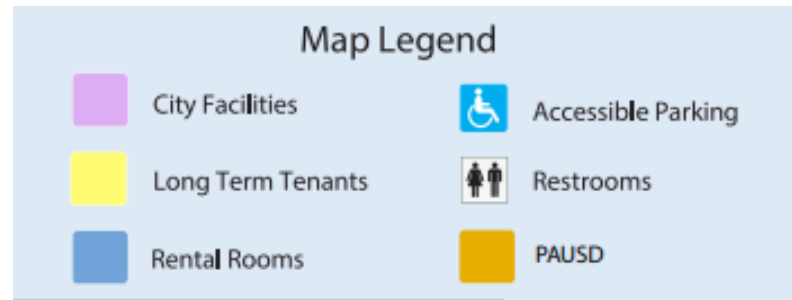 Map Legend
City Facilities
Accessible Parking
Long Term Tenants
Restrooms
Rental Rooms
PAUSD